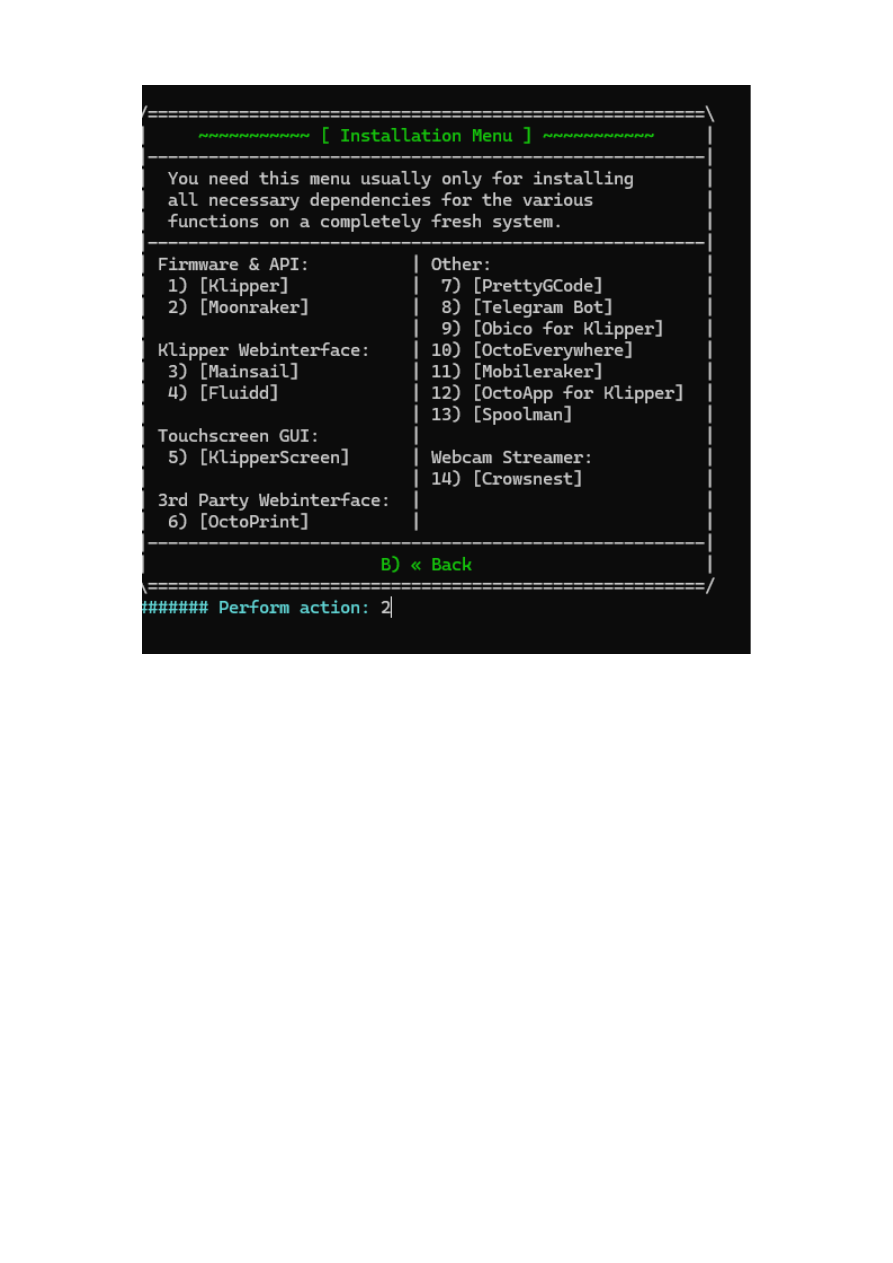 /=======================================================\
|     ~~~~~~~~~~~ [ Installation Menu ] ~~~~~~~~~~~     |
|-------------------------------------------------------|
|  You need this menu usually only for installing       |
|  all necessary dependencies for the various           |
|  functions on a completely fresh system.              |
|-------------------------------------------------------|
| Firmware & API:          | Other:                     |
|  1) [Klipper]            |  7) [PrettyGCode]          |
|  2) [Moonraker]          |  8) [Telegram Bot]         |
|                          |  9) [Obico for Klipper]    |
| Klipper Webinterface:    | 10) [OctoEverywhere]       |
|  3) [Mainsail]           | 11) [Mobileraker]          |
|  4) [Fluidd]             | 12) [OctoApp for Klipper]  |
|                          | 13) [Spoolman]             |
| Touchscreen GUI:         |                            |
|  5) [KlipperScreen]      | Webcam Streamer:           |
|                          | 14) [Crowsnest]            |
| 3rd Party Webinterface:  |                            |
|  6) [OctoPrint]          |                            |
|-------------------------------------------------------|
|                       B) « Back                       |
\=======================================================/
####### Perform action: 2